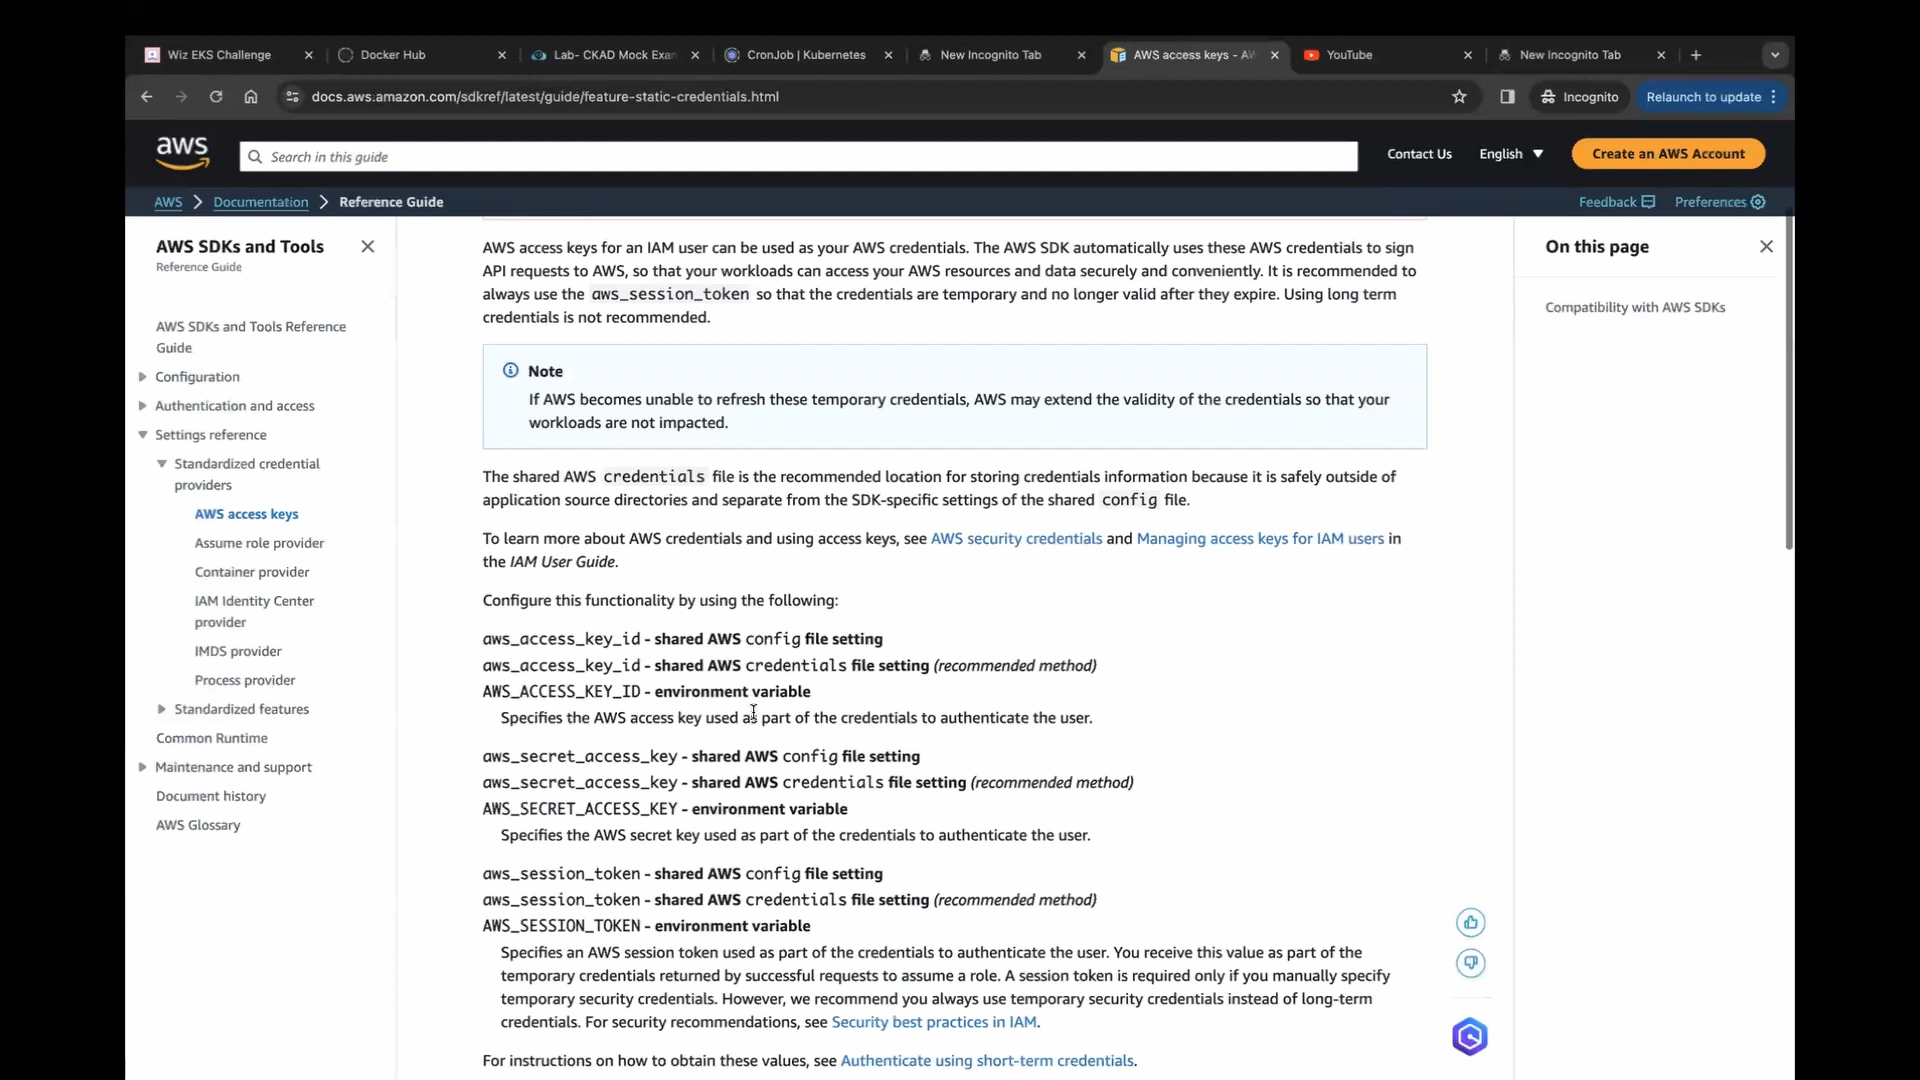 Wiz EKS Challenge
Docker Hub
Lab- CKAD Mock Exan
CronJob | Kubernetes
New Incognito Tab
AWS access keys - AW
YouTube
New Incognito Tab
docs.aws.amazon.com/sdkref/latest/guide/feature-static-credentials.html
Incognito
Relaunch to update
aws
Search in this guide
Contact Us
English
Create an AWS Account
AWS
Documentation
Reference Guide
Feedback
Preferences
AWS SDKs and Tools
Reference Guide
AWS SDKs and Tools Reference
Guide
Configuration
Authentication and access
Settings reference
Standardized credential
providers
AWS access keys
Assume role provider
Container provider
IAM Identity Center
provider
IMDS provider
Process provider
Standardized features
Common Runtime
Maintenance and support
Document history
AWS Glossary
AWS access keys for an IAM user can be used as your AWS credentials. The AWS SDK automatically uses these AWS credentials to sign
API requests to AWS, so that your workloads can access your AWS resources and data securely and conveniently. It is recommended to
always use the aws_session_token so that the credentials are temporary and no longer valid after they expire. Using long term
credentials is not recommended.
Note
If AWS becomes unable to refresh these temporary credentials, AWS may extend the validity of the credentials so that your
workloads are not impacted.
The shared AWS credentials file is the recommended location for storing credentials information because it is safely outside of
application source directories and separate from the SDK-specific settings of the shared config file.
To learn more about AWS credentials and using access keys, see AWS security credentials and Managing access keys for IAM users in
the IAM User Guide.
Configure this functionality by using the following:
aws_access_key_id - shared AWS config file setting
aws_access_key_id - shared AWS credentials file setting (recommended method)
AWS_ACCESS_KEY_ID - environment variable
Specifies the AWS access key used as part of the credentials to authenticate the user.
aws_secret_access_key - shared AWS config file setting
aws_secret_access_key - shared AWS credentials file setting (recommended method)
AWS_SECRET_ACCESS_KEY - environment variable
Specifies the AWS secret key used as part of the credentials to authenticate the user.
aws_session_token - shared AWS config file setting
aws_session_token - shared AWS credentials file setting (recommended method)
AWS_SESSION_TOKEN - environment variable
Specifies an AWS session token used as part of the credentials to authenticate the user. You receive this value as part of the
temporary credentials returned by successful requests to assume a role. A session token is required only if you manually specify
temporary security credentials. However, we recommend you always use temporary security credentials instead of long-term
credentials. For security recommendations, see Security best practices in IAM.
For instructions on how to obtain these values, see Authenticate using short-term credentials.
On this page
Compatibility with AWS SDKs